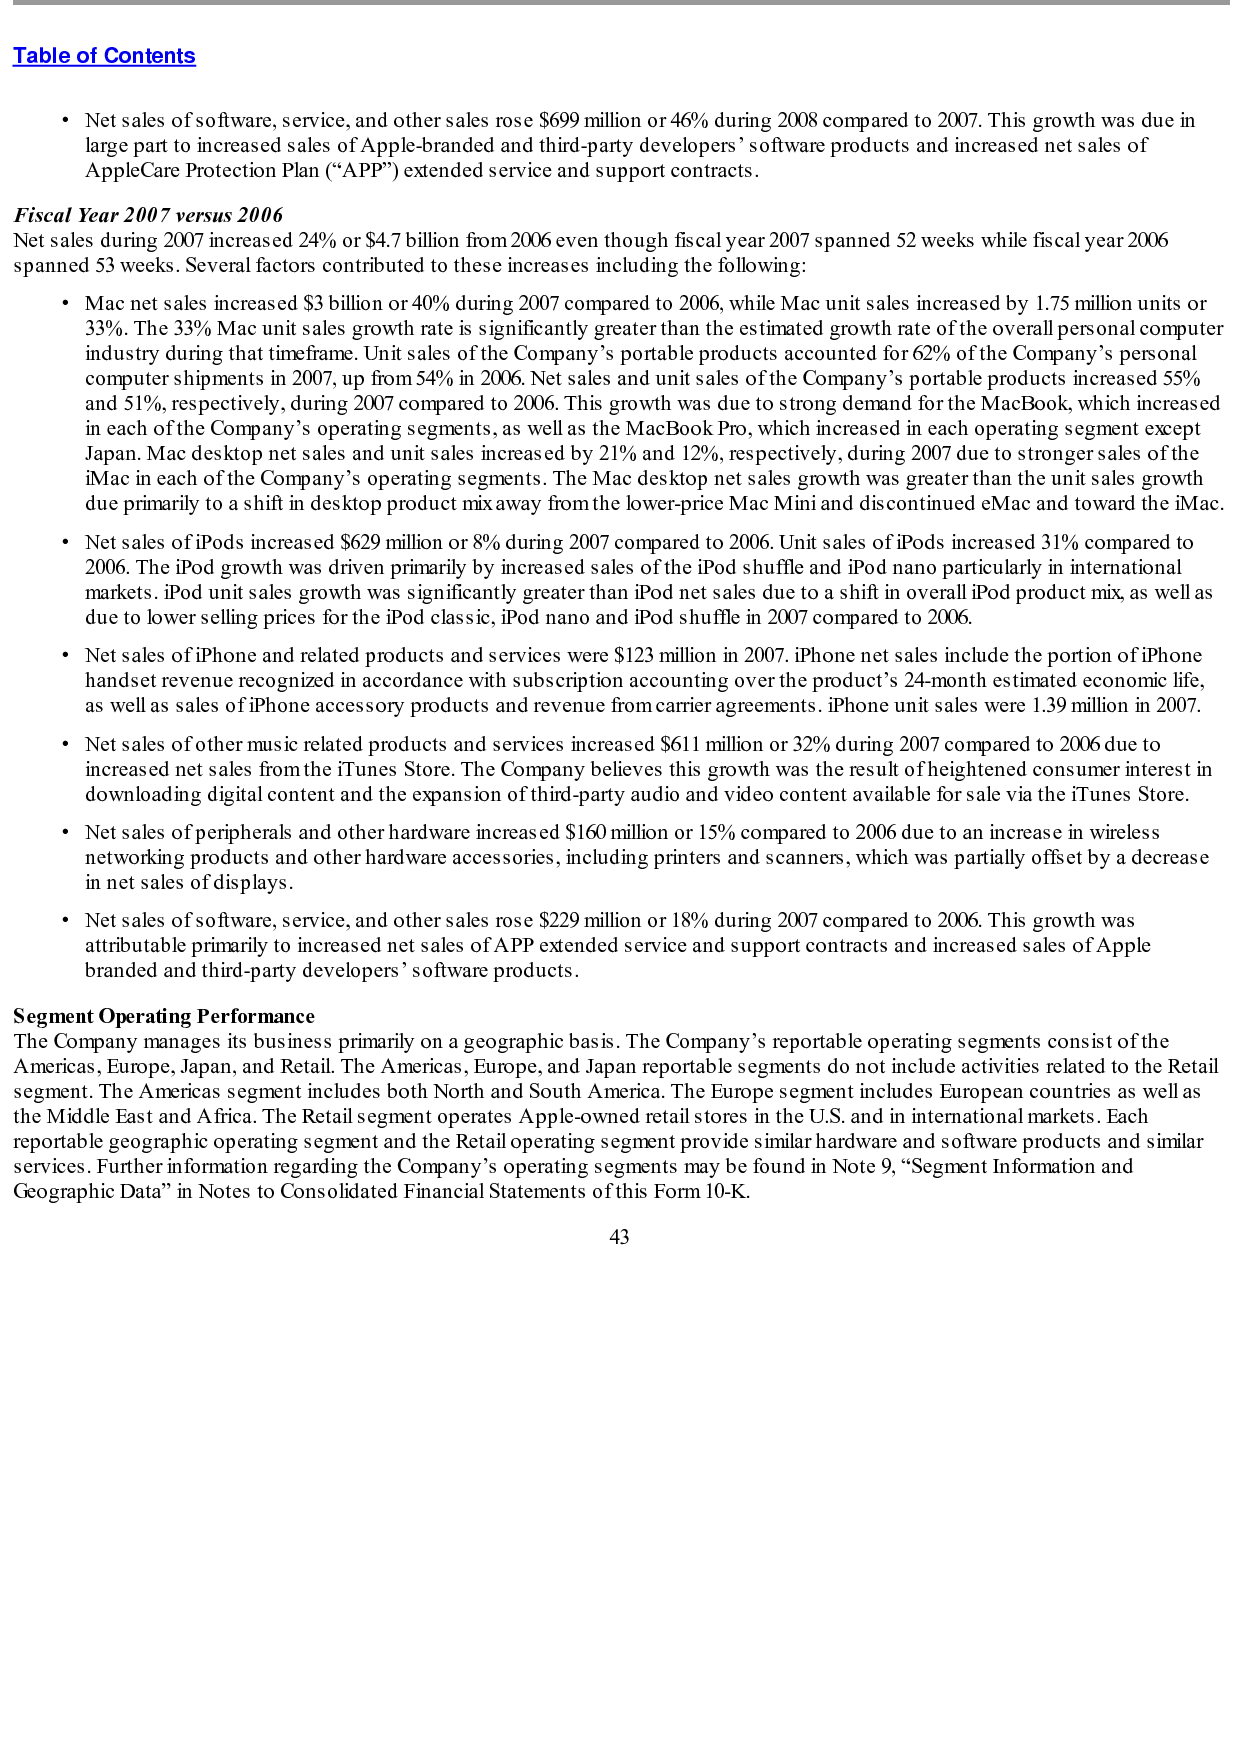 Table of Contents
• Net sales of software, service, and other sales rose $699 million or 46% during 2008 compared to 2007. This growth was due in
large part to increased sales of Apple-branded and third-party developers’ software products and increased net sales of
AppleCare Protection Plan (“APP”) extended service and support contracts.
Fiscal Year 2007 versus 2006
Net sales during 2007 increased 24% or $4.7 billion from 2006 even though fiscal year 2007 spanned 52 weeks while fiscal year 2006
spanned 53 weeks. Several factors contributed to these increases including the following:
• Mac net sales increased $3 billion or 40% during 2007 compared to 2006, while Mac unit sales increased by 1.75 million units or
33%. The 33% Mac unit sales growth rate is significantly greater than the estimated growth rate of the overall personal computer
industry during that timeframe. Unit sales of the Company’s portable products accounted for 62% of the Company’s personal
computer shipments in 2007, up from 54% in 2006. Net sales and unit sales of the Company’s portable products increased 55%
and 51%, respectively, during 2007 compared to 2006. This growth was due to strong demand for the MacBook, which increased
in each of the Company’s operating segments, as well as the MacBook Pro, which increased in each operating segment except
Japan. Mac desktop net sales and unit sales increased by 21% and 12%, respectively, during 2007 due to stronger sales of the
iMac in each of the Company’s operating segments. The Mac desktop net sales growth was greater than the unit sales growth
due primarily to a shift in desktop product mix away from the lower-price Mac Mini and discontinued eMac and toward the iMac.
• Net sales of iPods increased $629 million or 8% during 2007 compared to 2006. Unit sales of iPods increased 31% compared to
2006. The iPod growth was driven primarily by increased sales of the iPod shuffle and iPod nano particularly in international
markets. iPod unit sales growth was significantly greater than iPod net sales due to a shift in overall iPod product mix, as well as
due to lower selling prices for the iPod classic, iPod nano and iPod shuffle in 2007 compared to 2006.
• Net sales of iPhone and related products and services were $123 million in 2007. iPhone net sales include the portion of iPhone
handset revenue recognized in accordance with subscription accounting over the product’s 24-month estimated economic life,
as well as sales of iPhone accessory products and revenue from carrier agreements. iPhone unit sales were 1.39 million in 2007.
• Net sales of other music related products and services increased $611 million or 32% during 2007 compared to 2006 due to
increased net sales from the iTunes Store. The Company believes this growth was the result of heightened consumer interest in
downloading digital content and the expansion of third-party audio and video content available for sale via the iTunes Store.
• Net sales of peripherals and other hardware increased $160 million or 15% compared to 2006 due to an increase in wireless
networking products and other hardware accessories, including printers and scanners, which was partially offset by a decrease
in net sales of displays.
• Net sales of software, service, and other sales rose $229 million or 18% during 2007 compared to 2006. This growth was
attributable primarily to increased net sales of APP extended service and support contracts and increased sales of Apple
branded and third-party developers’ software products.
Segment Operating Performance
The Company manages its business primarily on a geographic basis. The Company’s reportable operating segments consist of the
Americas, Europe, Japan, and Retail. The Americas, Europe, and Japan reportable segments do not include activities related to the Retail
segment. The Americas segment includes both North and South America. The Europe segment includes European countries as well as
the Middle East and Africa. The Retail segment operates Apple-owned retail stores in the U.S. and in international markets. Each
reportable geographic operating segment and the Retail operating segment provide similar hardware and software products and similar
services. Further information regarding the Company’s operating segments may be found in Note 9, “Segment Information and
Geographic Data” in Notes to Consolidated Financial Statements of this Form 10-K.
43